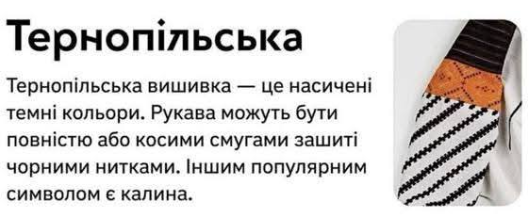 Тернопільська
Тернопільська вишивка — це насичені
темні кольори. Рукава можуть бути
повністю або косими смугами зашиті
чорними нитками. Іншим популярним
символом є калина.